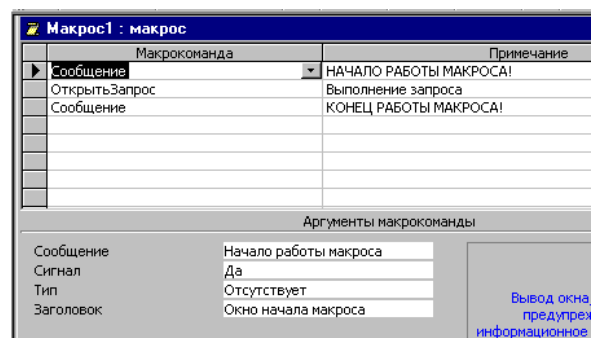 Макрос1 : макрос
Макрокоманда Примечание
Сообщение НАЧАЛО РАБОТЫ МАКРОСА!
ОткрытьЗапрос Выполнение запроса
Сообщение КОНЕЦ РАБОТЫ МАКРОСА!
Аргументы макрокоманды
Сообщение Начало работы макроса
Сигнал Да
Тип Отсутствует
Заголовок Окно начала макроса
Вывод окна,
предупреж
информационное